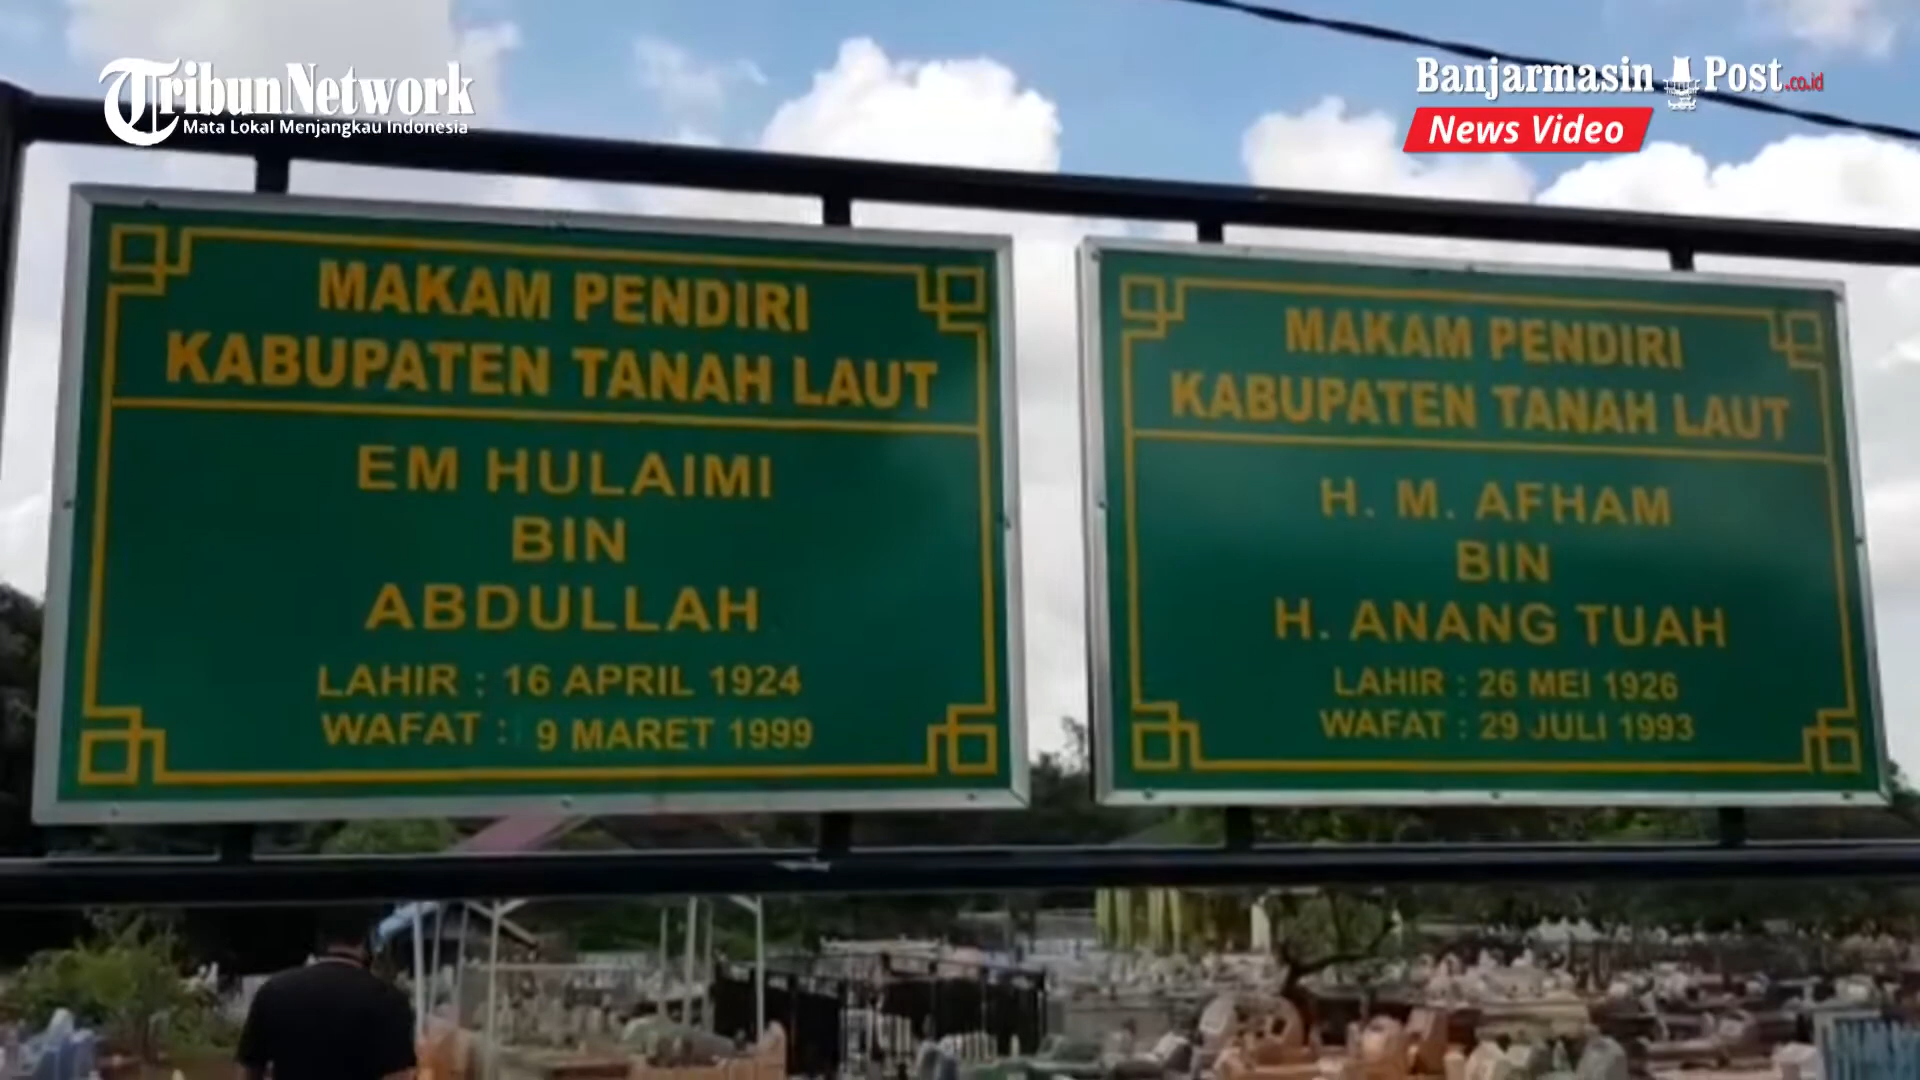 TribunNetwork
Mata Lokal Menjangkau Indonesia
Banjarmasin Post.co.id
News Video
MAKAM PENDIRI
KABUPATEN TANAH LAUT
EM HULAIMI
BIN
ABDULLAH
LAHIR : 16 APRIL 1924
WAFAT : 9 MARET 1999
MAKAM PENDIRI
KABUPATEN TANAH LAUT
H. M. AFHAM
BIN
H. ANANG TUAH
LAHIR : 26 MEI 1926
WAFAT : 29 JULI 1993